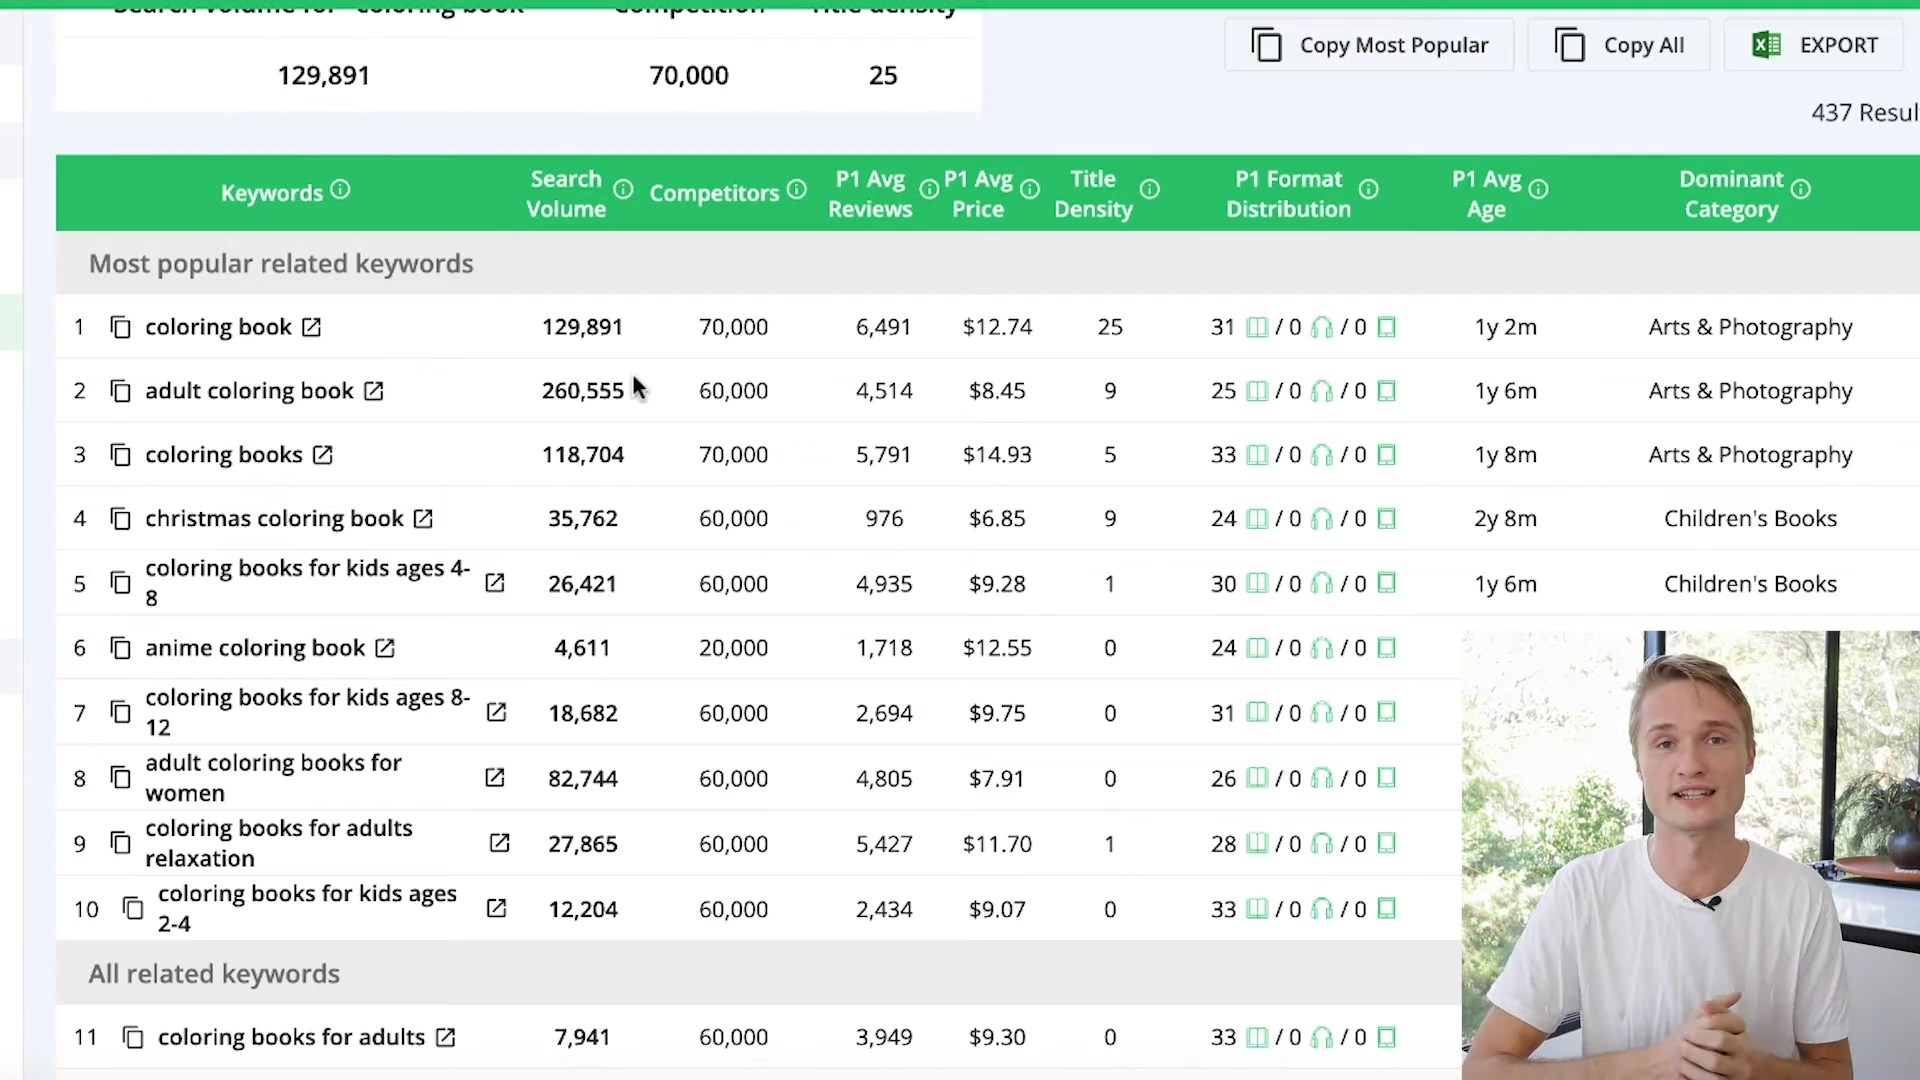 Search volume for "coloring book" Competition Title density
129,891 70,000 25
Copy Most Popular Copy All EXPORT
437 Resul
Keywords Search Volume Competitors P1 Avg Reviews P1 Avg Price Title Density P1 Format Distribution P1 Avg Age Dominant Category
Most popular related keywords
1 coloring book 129,891 70,000 6,491 $12.74 25 31 / 0 / 0 1y 2m Arts & Photography
2 adult coloring book 260,555 60,000 4,514 $8.45 9 25 / 0 / 0 1y 6m Arts & Photography
3 coloring books 118,704 70,000 5,791 $14.93 5 33 / 0 / 0 1y 8m Arts & Photography
4 christmas coloring book 35,762 60,000 976 $6.85 9 24 / 0 / 0 2y 8m Children's Books
5 coloring books for kids ages 4-
8 26,421 60,000 4,935 $9.28 1 30 / 0 / 0 1y 6m Children's Books
6 anime coloring book 4,611 20,000 1,718 $12.55 0 24 / 0 / 0
7 coloring books for kids ages 8-
12 18,682 60,000 2,694 $9.75 0 31 / 0 / 0
8 adult coloring books for
women 82,744 60,000 4,805 $7.91 0 26 / 0 / 0
9 coloring books for adults
relaxation 27,865 60,000 5,427 $11.70 1 28 / 0 / 0
10 coloring books for kids ages
2-4 12,204 60,000 2,434 $9.07 0 33 / 0 / 0
All related keywords
11 coloring books for adults 7,941 60,000 3,949 $9.30 0 33 / 0 / 0